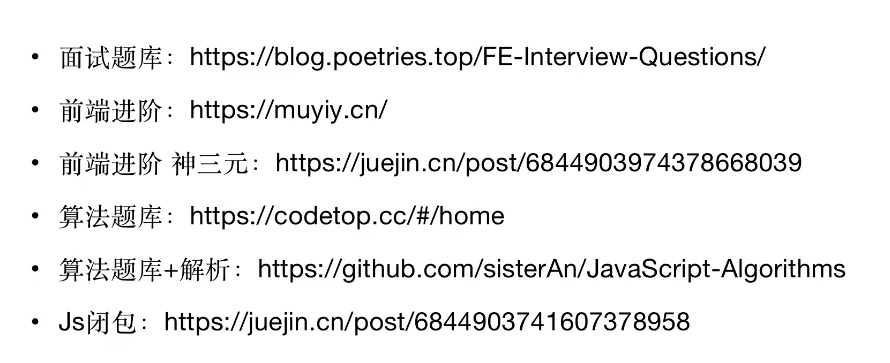 • 面试题库：https://blog.poetries.top/FE-Interview-Questions/
• 前端进阶：https://muyiy.cn/
• 前端进阶 神三元：https://juejin.cn/post/6844903974378668039
• 算法题库：https://codetop.cc/#/home
• 算法题库+解析：https://github.com/sisterAn/JavaScript-Algorithms
• Js闭包：https://juejin.cn/post/6844903741607378958